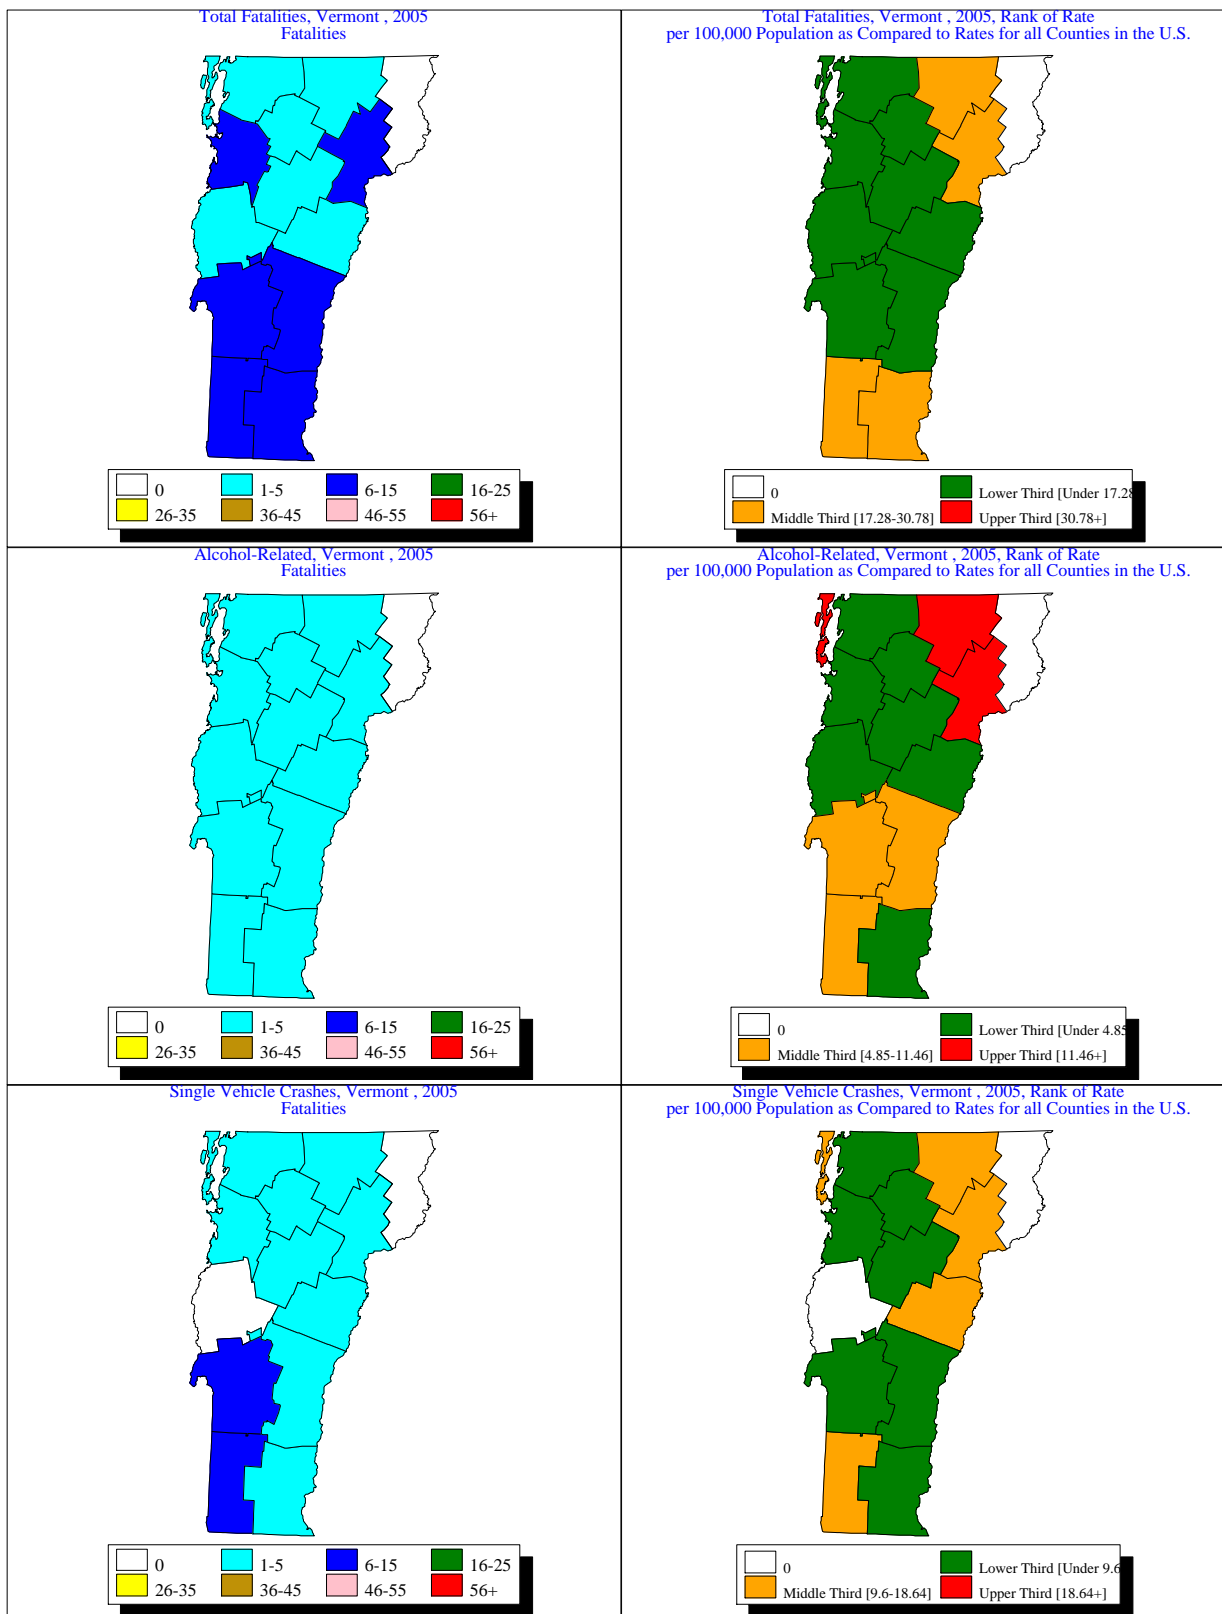 Total Fatalities, Vermont , 2005
Fatalities
0 1-5 6-15 16-25
26-35 36-45 46-55 56+
Total Fatalities, Vermont , 2005, Rank of Rate
per 100,000 Population as Compared to Rates for all Counties in the U.S.
0 Lower Third [Under 17.28
Middle Third [17.28-30.78] Upper Third [30.78+]
Alcohol-Related, Vermont , 2005
Fatalities
0 1-5 6-15 16-25
26-35 36-45 46-55 56+
Alcohol-Related, Vermont , 2005, Rank of Rate
per 100,000 Population as Compared to Rates for all Counties in the U.S.
0 Lower Third [Under 4.85
Middle Third [4.85-11.46] Upper Third [11.46+]
Single Vehicle Crashes, Vermont , 2005
Fatalities
0 1-5 6-15 16-25
26-35 36-45 46-55 56+
Single Vehicle Crashes, Vermont , 2005, Rank of Rate
per 100,000 Population as Compared to Rates for all Counties in the U.S.
0 Lower Third [Under 9.6
Middle Third [9.6-18.64] Upper Third [18.64+]